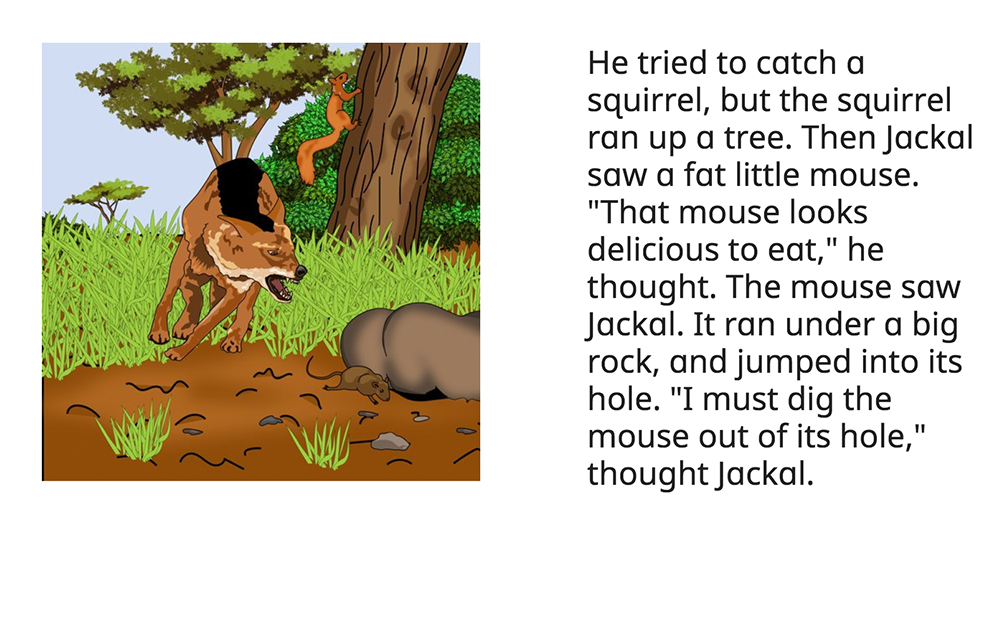 He tried to catch a
squirrel, but the squirrel
ran up a tree. Then Jackal
saw a fat little mouse.
"That mouse looks
delicious to eat," he
thought. The mouse saw
Jackal. It ran under a big
rock, and jumped into its
hole. "I must dig the
mouse out of its hole,"
thought Jackal.